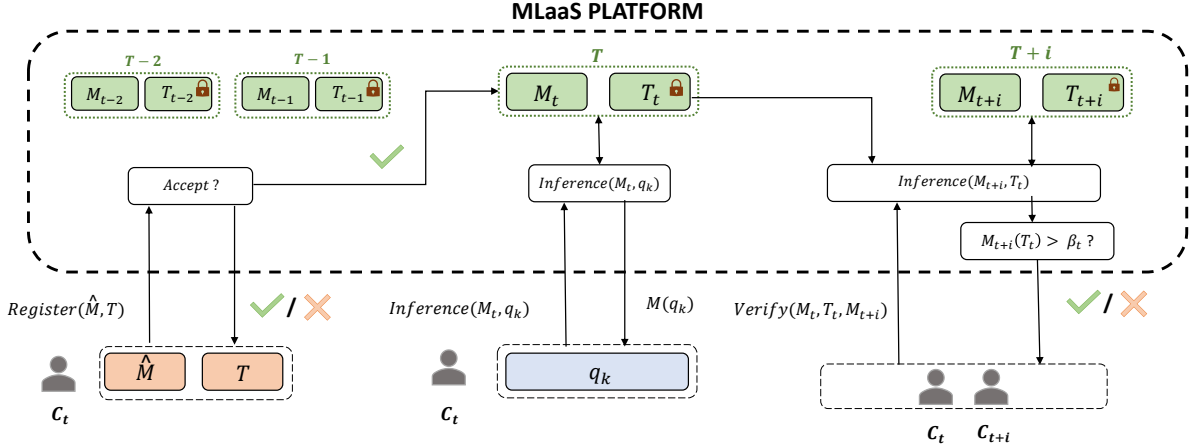 MLaaS PLATFORM
T − 2
T − 1
T
T + i
M_{t−2}
T_{t−2}
M_{t−1}
T_{t−1}
M_t
T_t
M_{t+i}
T_{t+i}
Accept ?
Inference(M_t, q_k)
Inference(M_{t+i}, T_t)
M_{t+i}(T_t) > β_t ?
Register(M̂, T)
/
Inference(M_t, q_k)
M(q_k)
Verify(M_t, T_t, M_{t+i})
/
M̂
T
q_k
C_t
C_t
C_t
C_{t+i}